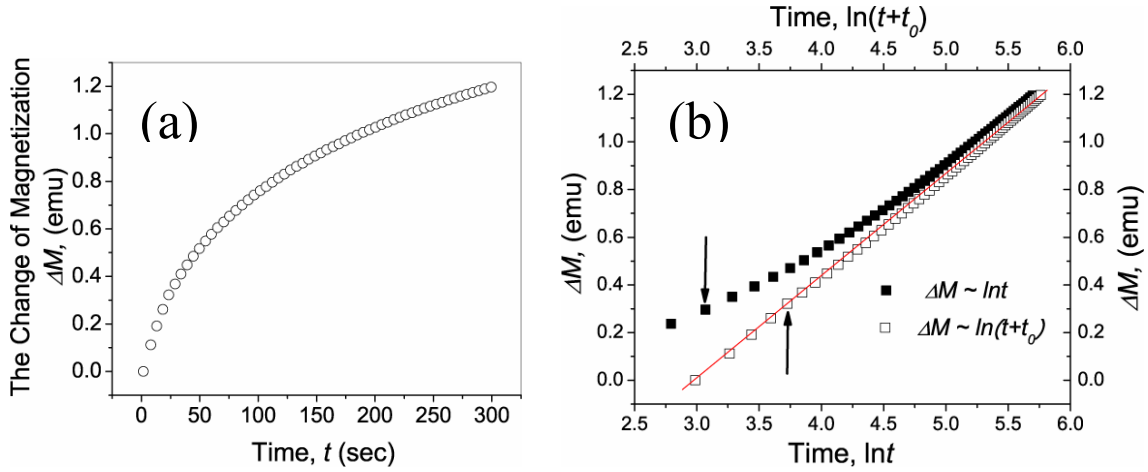 The Change of Magnetization
ΔM, (emu)
1.2
1.0
0.8
0.6
0.4
0.2
0.0
(a)
0 50 100 150 200 250 300
Time, t (sec)
Time, ln(t+t₀)
2.5 3.0 3.5 4.0 4.5 5.0 5.5 6.0
ΔM, (emu)
1.2
1.0
0.8
0.6
0.4
0.2
0.0
(b)
ΔM ~ lnt
ΔM ~ ln(t+t₀)
1.2
1.0
0.8
0.6
0.4
0.2
0.0
ΔM, (emu)
2.5 3.0 3.5 4.0 4.5 5.0 5.5 6.0
Time, lnt